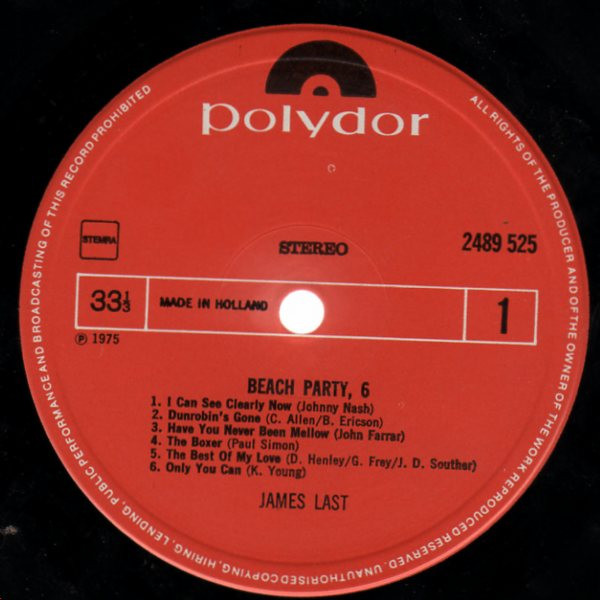 polydor
ALL RIGHTS OF THE PRODUCER AND OF THE OWNER OF THE WORK REPRODUCED RESERVED. UNAUTHORISED COPYING, HIRING, LENDING, PUBLIC PERFORMANCE AND BROADCASTING OF THIS RECORD PROHIBITED
STEMRA
STEREO
2489 525
33⅓
MADE IN HOLLAND
1
℗ 1975
BEACH PARTY, 6
1. I Can See Clearly Now (Johnny Nash)
2. Dunrobin's Gone (C. Allen/B. Ericson)
3. Have You Never Been Mellow (John Farrar)
4. The Boxer (Paul Simon)
5. The Best Of My Love (D. Henley/G. Frey/J. D. Souther)
6. Only You Can (K. Young)
JAMES LAST